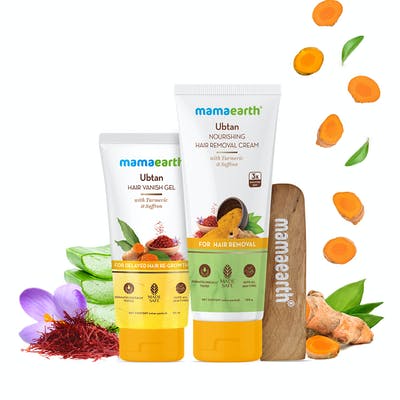 mamaearth®
Ubtan
HAIR VANISH GEL
with Turmeric
& Saffron
FOR DELAYED HAIR RE-GROWTH
MADE
SAFE
mamaearth®
Ubtan
NOURISHING
HAIR REMOVAL CREAM
with Turmeric
& Saffron
3x
FOR HAIR REMOVAL
MADE
SAFE
mamaearth®